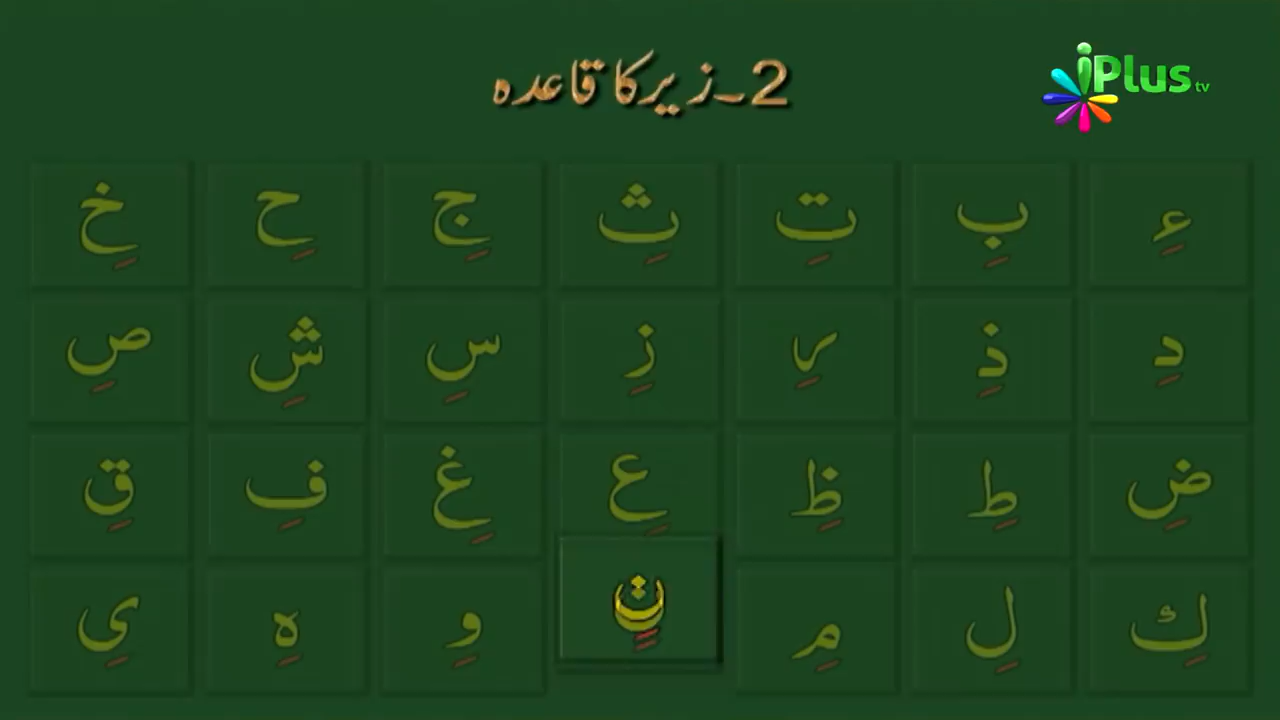 2۔زیر کا قاعدہ
iPlus tv
ءِ بِ تِ ثِ جِ حِ خِ
دِ ذِ رِ زِ سِ شِ صِ
ضِ طِ ظِ عِ غِ فِ قِ
كِ لِ مِ نِ وِ ہِ یِ